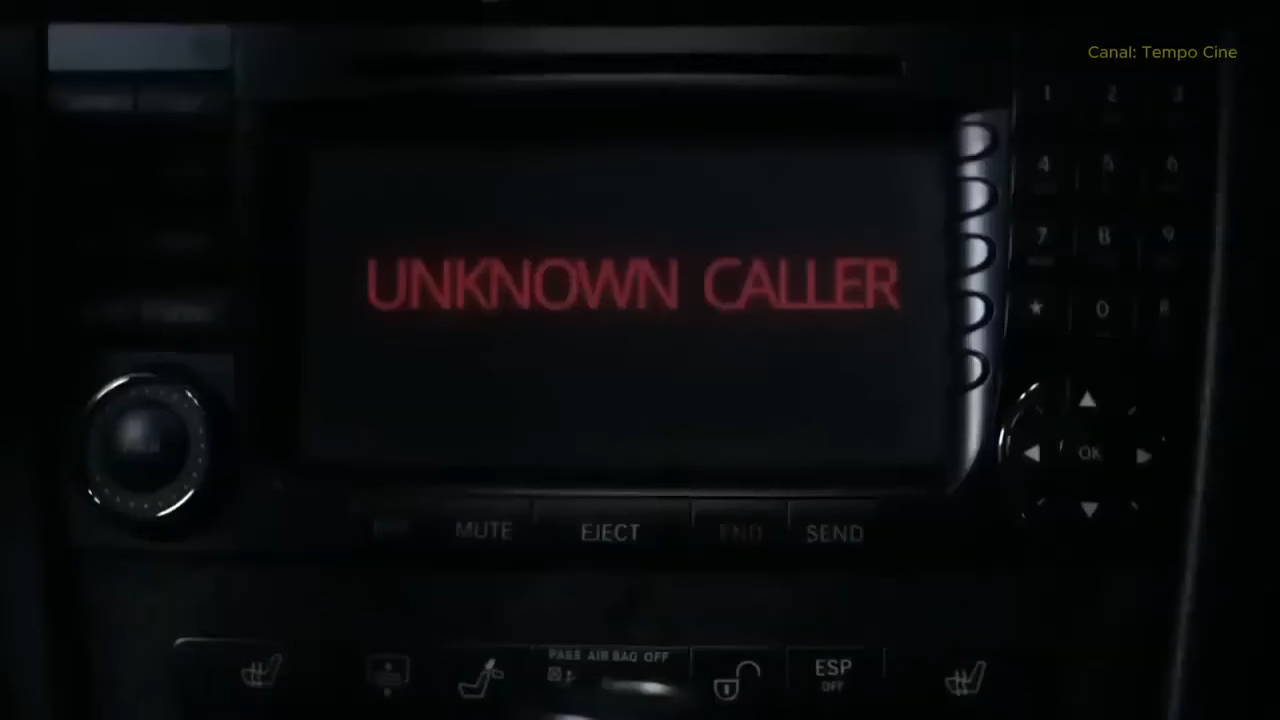 Canal: Tempo Cine
1 2 3
4 5 6
7 8 9
UNKNOWN CALLER
★ 0
OK
MUTE EJECT END SEND
PASS AIR BAG OFF
ESP
OFF